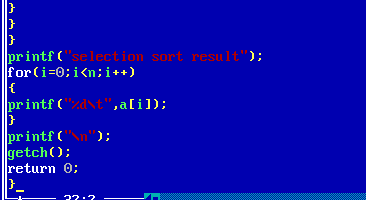 }
}
}
printf("selection sort result");
for(i=0;i<n;i++)
{
printf("%d\t",a[i]);
}
printf("\n");
getch();
return 0;
}_